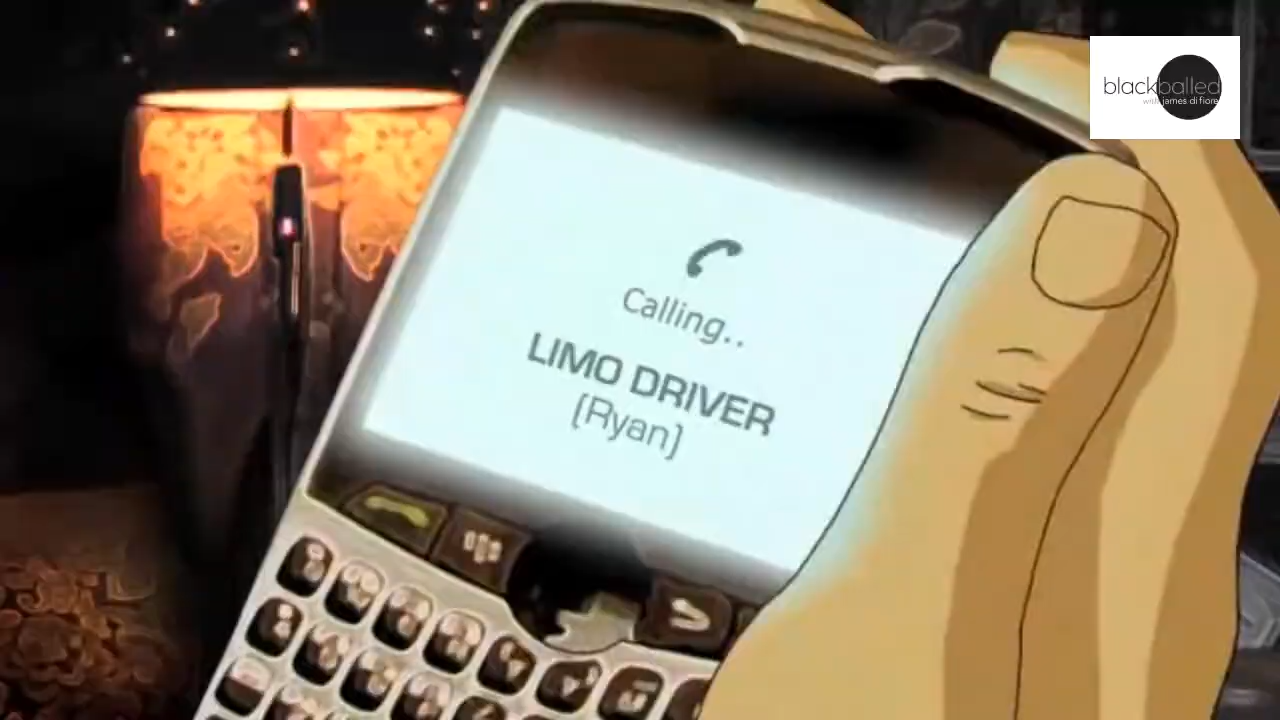 blackballed
with james di fiore
Calling..
LIMO DRIVER
[Ryan]